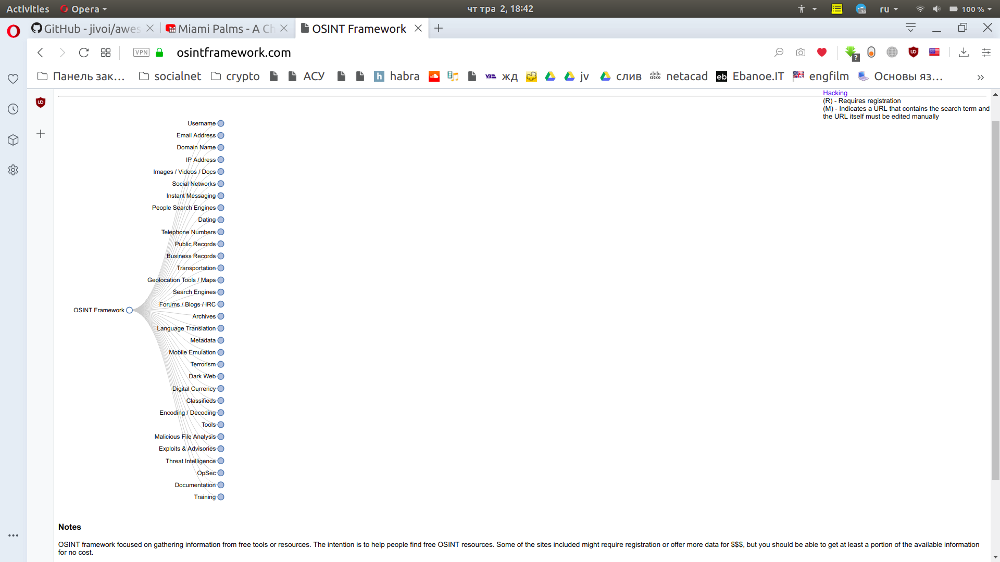 Activities
Opera
чт тра 2, 18:42
ru
100 %
GitHub - jivoi/awes
Miami Palms - A Ch
OSINT Framework
VPN
osintframework.com
Панель зак...
socialnet
crypto
АСУ
habra
жд
jv
слив
netacad
Ebanoe.IT
engfilm
Основы яз...
Hacking
(R) - Requires registration
(M) - Indicates a URL that contains the search term and
the URL itself must be edited manually
Username
Email Address
Domain Name
IP Address
Images / Videos / Docs
Social Networks
Instant Messaging
People Search Engines
Dating
Telephone Numbers
Public Records
Business Records
Transportation
Geolocation Tools / Maps
Search Engines
Forums / Blogs / IRC
OSINT Framework
Archives
Language Translation
Metadata
Mobile Emulation
Terrorism
Dark Web
Digital Currency
Classifieds
Encoding / Decoding
Tools
Malicious File Analysis
Exploits & Advisories
Threat Intelligence
OpSec
Documentation
Training
Notes
OSINT framework focused on gathering information from free tools or resources. The intention is to help people find free OSINT resources. Some of the sites included might require registration or offer more data for $$$, but you should be able to get at least a portion of the available information
for no cost.